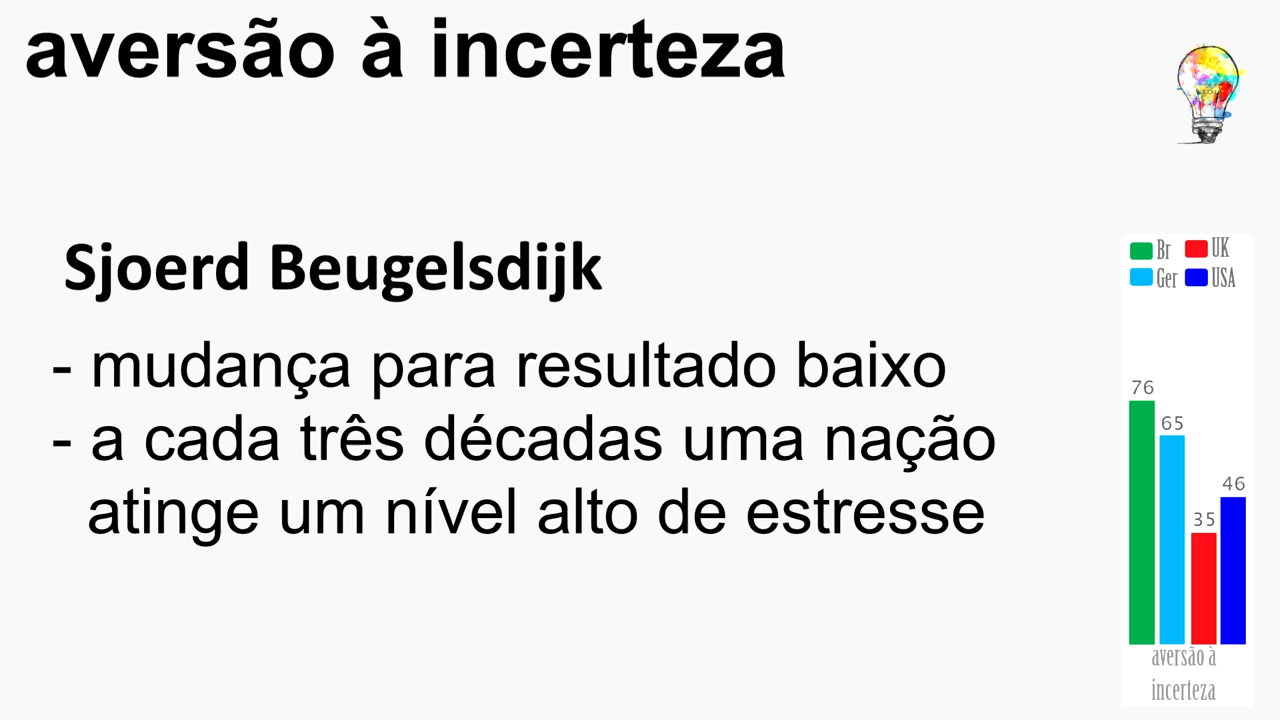 aversão à incerteza
Sjoerd Beugelsdijk
- mudança para resultado baixo
- a cada três décadas uma nação
atinge um nível alto de estresse
Br UK
Ger USA
76
65
46
35
aversão à
incerteza